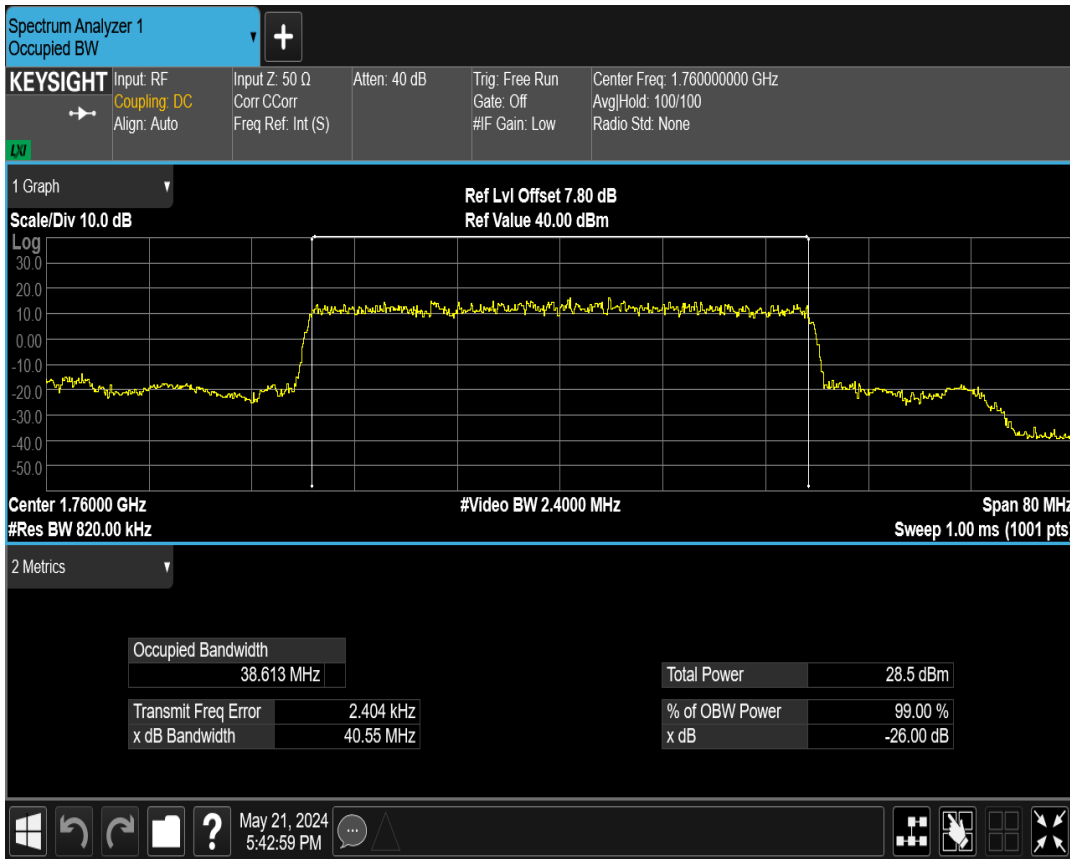 Spectrum Analyzer 1
Occupied BW
+
KEYSIGHT
LXI
Input: RF
Coupling: DC
Align: Auto
Input Z: 50 Ω
Corr CCorr
Freq Ref: Int (S)
Atten: 40 dB
Trig: Free Run
Gate: Off
#IF Gain: Low
Center Freq: 1.760000000 GHz
Avg|Hold: 100/100
Radio Std: None
1 Graph
Ref Lvl Offset 7.80 dB
Scale/Div 10.0 dB
Ref Value 40.00 dBm
Log
30.0
20.0
10.0
0.00
-10.0
-20.0
-30.0
-40.0
-50.0
Center 1.76000 GHz
#Video BW 2.4000 MHz
Span 80 MHz
#Res BW 820.00 kHz
Sweep 1.00 ms (1001 pts)
2 Metrics
Occupied Bandwidth
38.613 MHz
Total Power 28.5 dBm
Transmit Freq Error 2.404 kHz
% of OBW Power 99.00 %
x dB Bandwidth 40.55 MHz
x dB -26.00 dB
?
May 21, 2024
5:42:59 PM